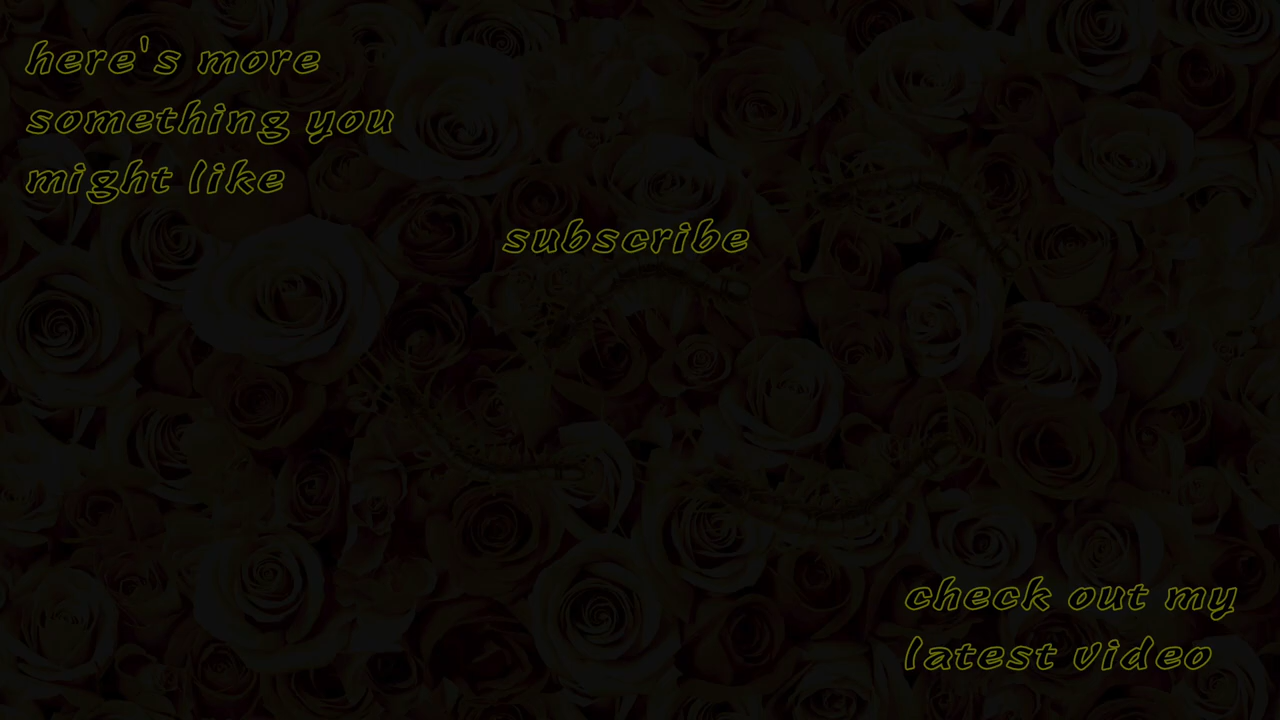 here's more
something you
might like
subscribe
check out my
latest video